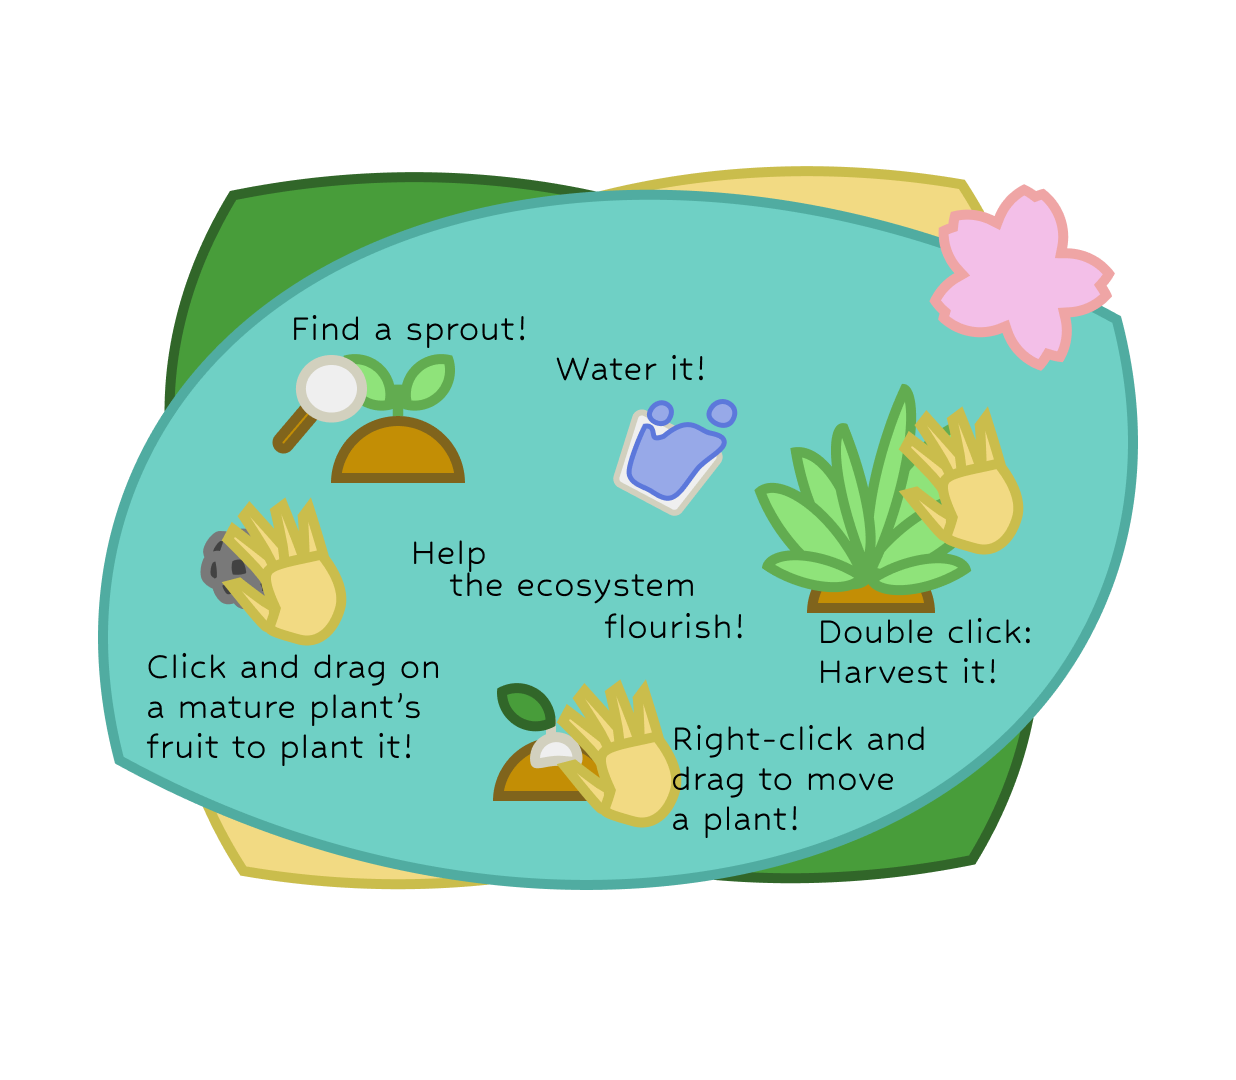 Find a sprout!
Water it!
Help
the ecosystem
flourish!
Double click:
Harvest it!
Click and drag on
a mature plant's
fruit to plant it!
Right-click and
drag to move
a plant!